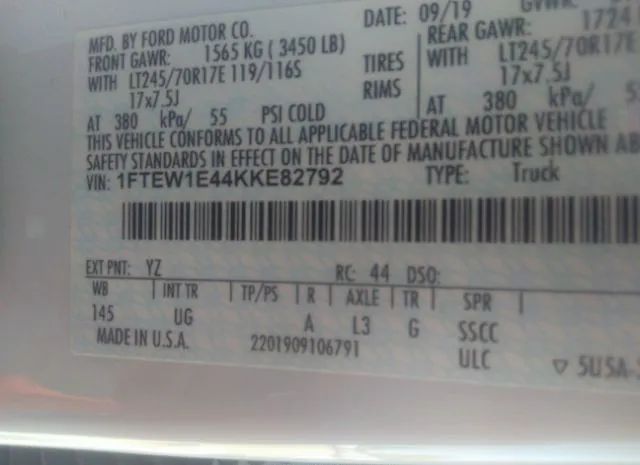 MFD. BY FORD MOTOR CO.
DATE: 09/19 GVWR
FRONT GAWR: 1565 KG ( 3450 LB)
REAR GAWR: 1724
WITH LT245/70R17E 119/116S TIRES
WITH LT245/70R17E
17x7.5J RIMS
17x7.5J
AT 380 kPa/ 55 PSI COLD
AT 380 kPa/ 5
THIS VEHICLE CONFORMS TO ALL APPLICABLE FEDERAL MOTOR VEHICLE
SAFETY STANDARDS IN EFFECT ON THE DATE OF MANUFACTURE SHOWN AB
VIN: 1FTEW1E44KKE82792 TYPE: Truck
EXT PNT: YZ RC: 44 DSO:
WB INT TR TP/PS R AXLE TR SPR
145 UG A L3 G SSCC
MADE IN U.S.A. 2201909106791 ULC
▽ 5USA-